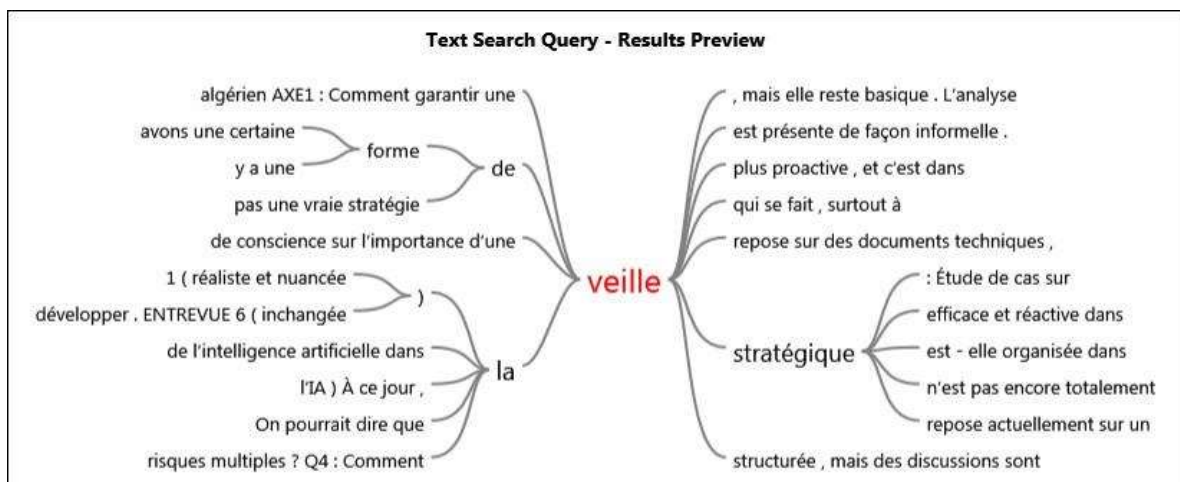 Text Search Query - Results Preview
algérien AXE1 : Comment garantir une
avons une certaine
y a une
forme
pas une vraie stratégie
de
de conscience sur l'importance d'une
1 ( réaliste et nuancée
développer . ENTREVUE 6 ( inchangée
)
de l'intelligence artificielle dans
l'IA ) À ce jour ,
On pourrait dire que
risques multiples ? Q4 : Comment
la
veille
, mais elle reste basique . L'analyse
est présente de façon informelle .
plus proactive , et c'est dans
qui se fait , surtout à
repose sur des documents techniques ,
stratégique
: Étude de cas sur
efficace et réactive dans
est - elle organisée dans
n'est pas encore totalement
repose actuellement sur un
structurée , mais des discussions sont